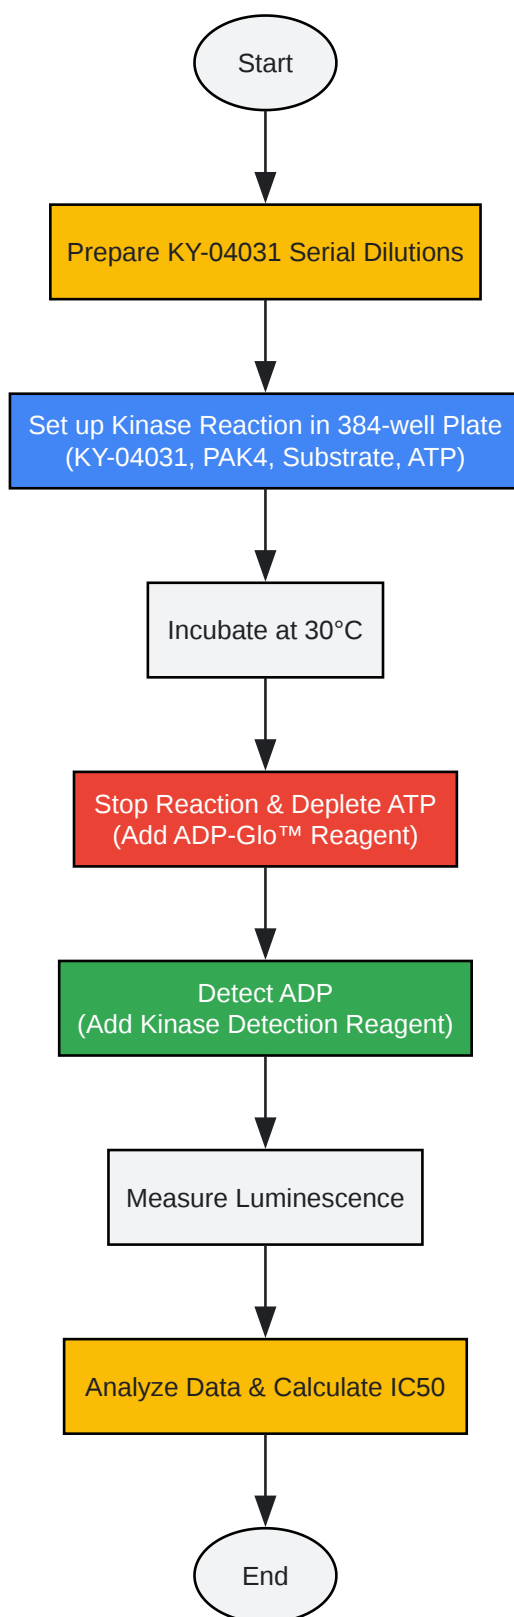 Start
Prepare KY-04031 Serial Dilutions
Set up Kinase Reaction in 384-well Plate
(KY-04031, PAK4, Substrate, ATP)
Incubate at 30°C
Stop Reaction & Deplete ATP
(Add ADP-Glo™ Reagent)
Detect ADP
(Add Kinase Detection Reagent)
Measure Luminescence
Analyze Data & Calculate IC50
End